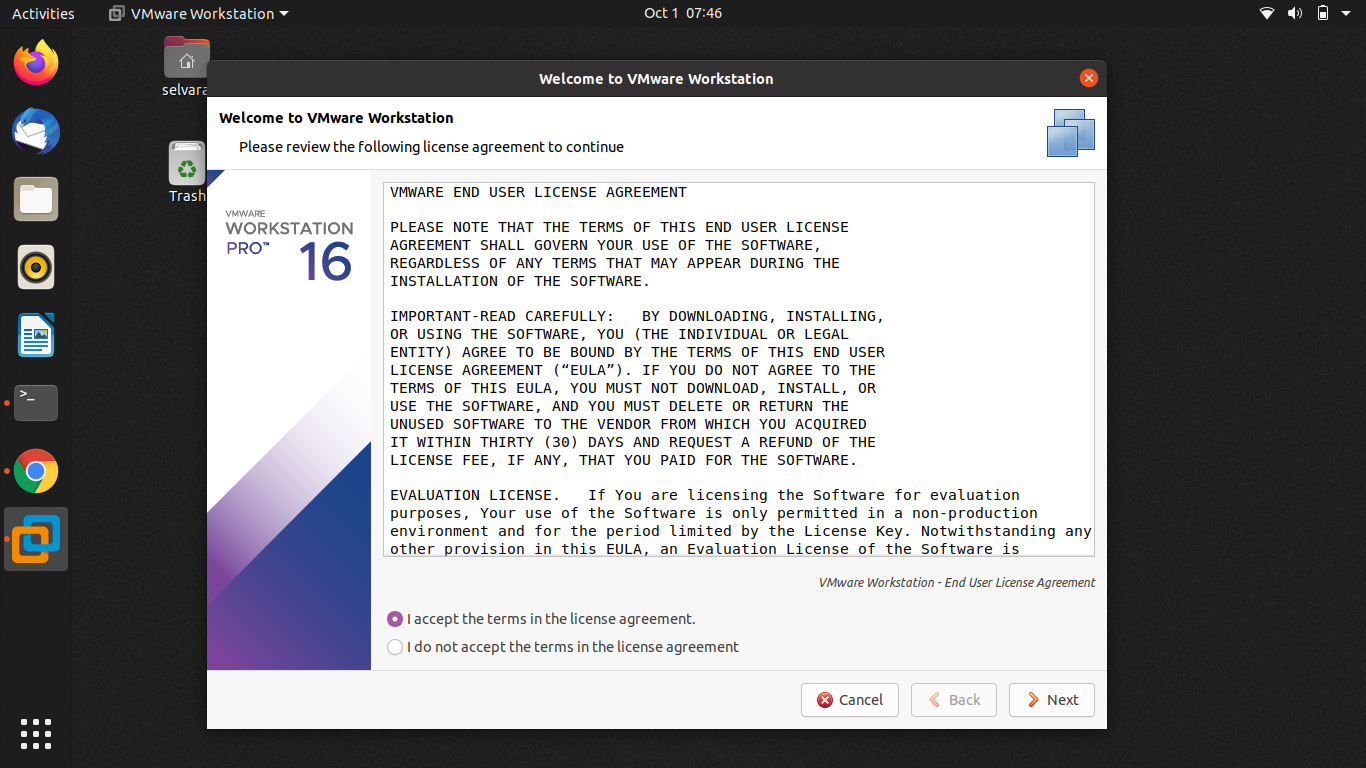 Activities
VMware Workstation
Oct 1 07:46
selvara
Trash
Welcome to VMware Workstation
Welcome to VMware Workstation
Please review the following license agreement to continue
VMWARE
WORKSTATION
PRO™ 16
VMWARE END USER LICENSE AGREEMENT
PLEASE NOTE THAT THE TERMS OF THIS END USER LICENSE
AGREEMENT SHALL GOVERN YOUR USE OF THE SOFTWARE,
REGARDLESS OF ANY TERMS THAT MAY APPEAR DURING THE
INSTALLATION OF THE SOFTWARE.
IMPORTANT-READ CAREFULLY:   BY DOWNLOADING, INSTALLING,
OR USING THE SOFTWARE, YOU (THE INDIVIDUAL OR LEGAL
ENTITY) AGREE TO BE BOUND BY THE TERMS OF THIS END USER
LICENSE AGREEMENT (“EULA”). IF YOU DO NOT AGREE TO THE
TERMS OF THIS EULA, YOU MUST NOT DOWNLOAD, INSTALL, OR
USE THE SOFTWARE, AND YOU MUST DELETE OR RETURN THE
UNUSED SOFTWARE TO THE VENDOR FROM WHICH YOU ACQUIRED
IT WITHIN THIRTY (30) DAYS AND REQUEST A REFUND OF THE
LICENSE FEE, IF ANY, THAT YOU PAID FOR THE SOFTWARE.
EVALUATION LICENSE.   If You are licensing the Software for evaluation
purposes, Your use of the Software is only permitted in a non-production
environment and for the period limited by the License Key. Notwithstanding any
other provision in this EULA, an Evaluation License of the Software is
VMware Workstation - End User License Agreement
I accept the terms in the license agreement.
I do not accept the terms in the license agreement
Cancel
Back
Next